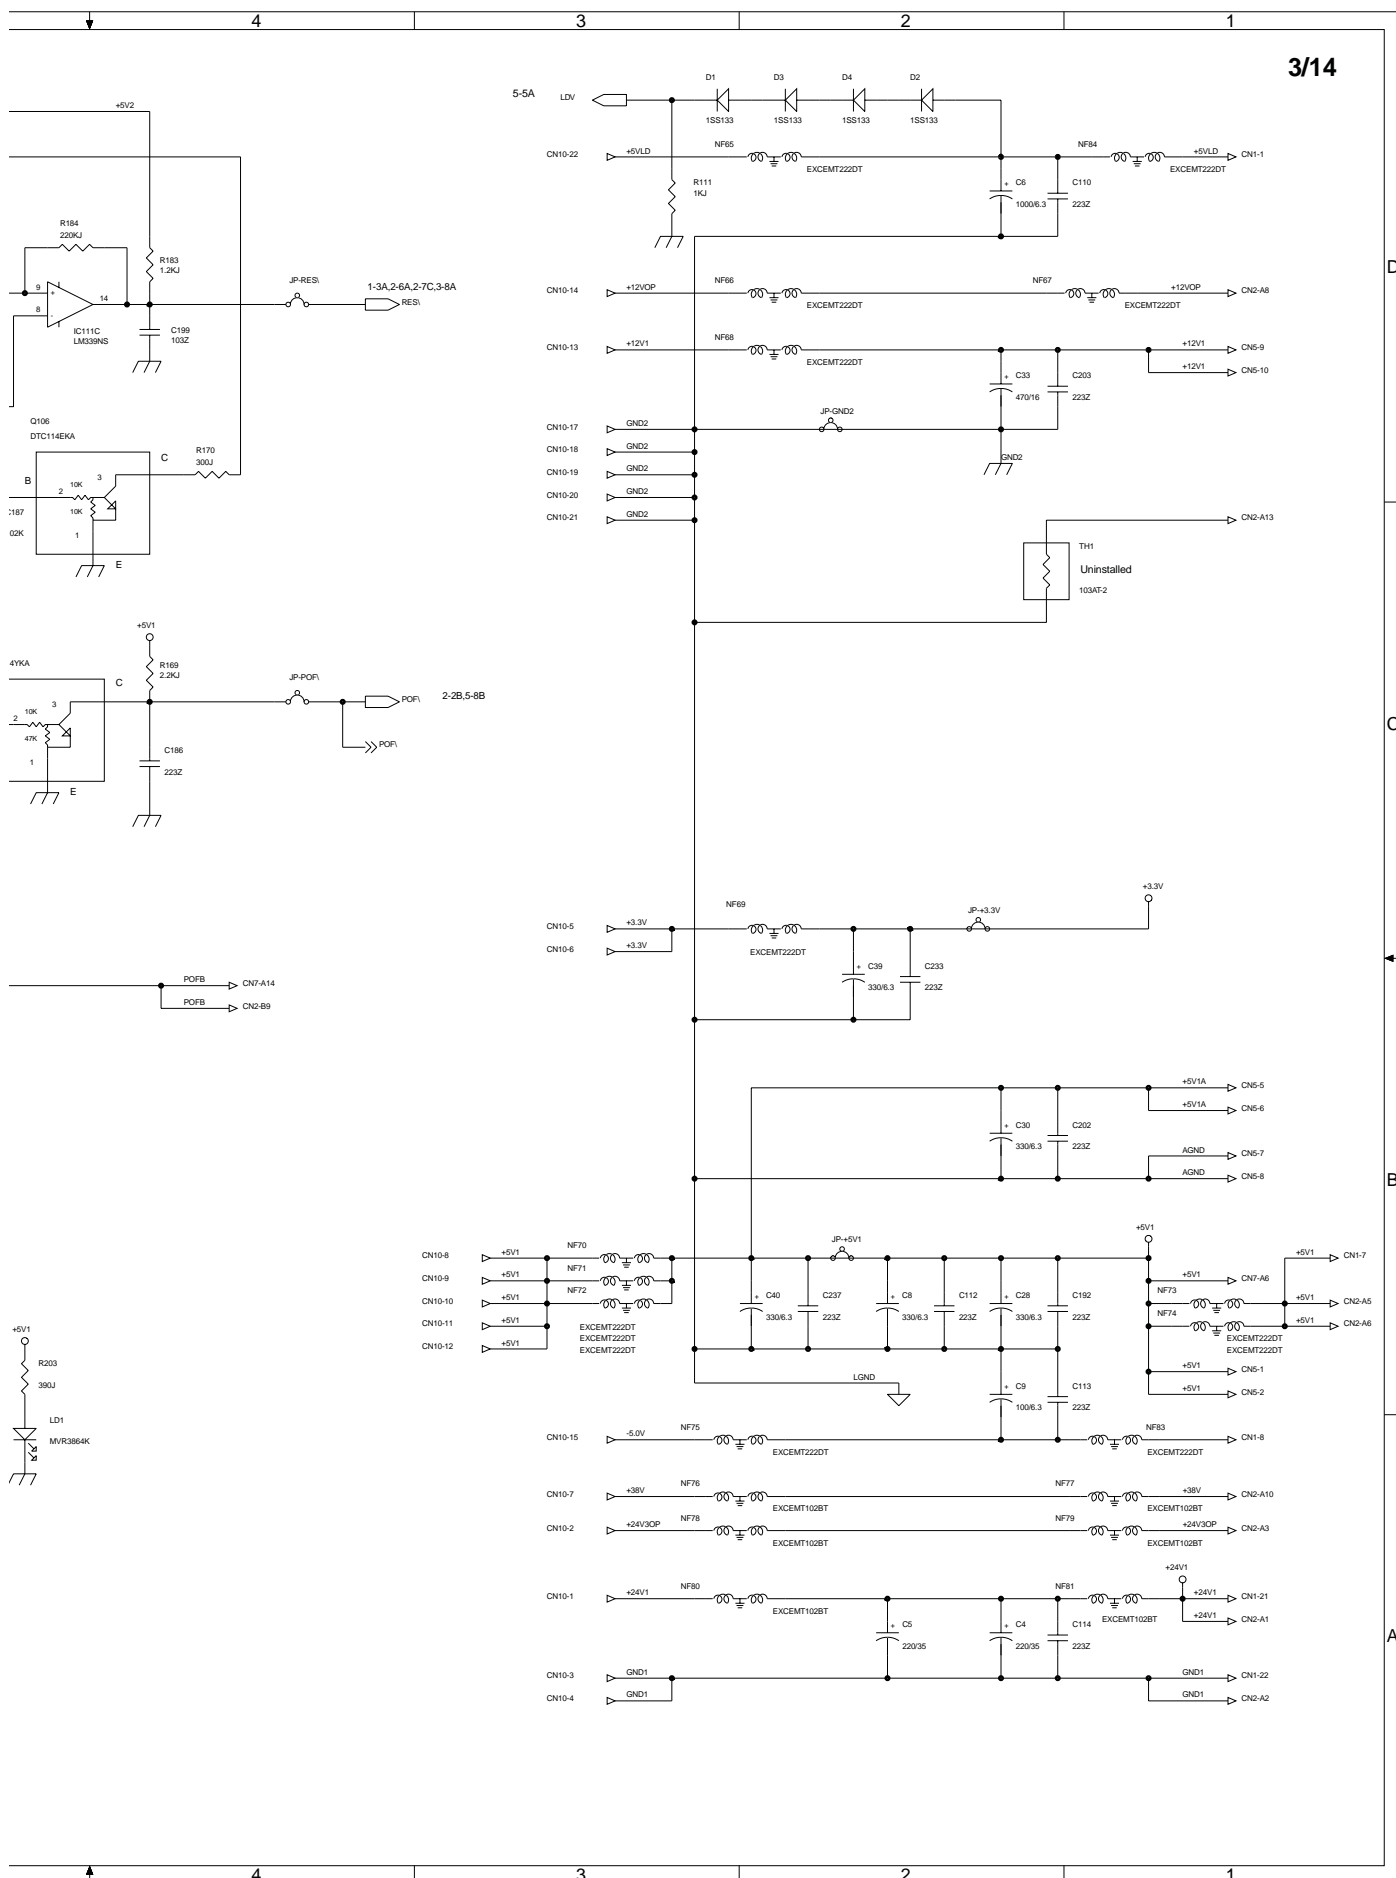 4 3 2 1
3/14
+5V2
5-5A LDV
D1 D3 D4 D2
1SS133 1SS133 1SS133 1SS133
CN10-22 +5VLD NF65 EXCEMT222DT NF84 EXCEMT222DT +5VLD CN1-1
R111
1KJ
+ C6
1000/6.3
C110
223Z
R184
220KJ
R183
1.2KJ
9 +
8 -
14
IC111C
LM339NS
C199
103Z
JP-RES\
1-3A,2-6A,2-7C,3-8A
RES\
D
CN10-14 +12VOP NF66 EXCEMT222DT NF67 EXCEMT222DT +12VOP CN2-A8
CN10-13 +12V1 NF68 EXCEMT222DT +12V1 CN5-9
+12V1 CN5-10
+ C33
470/16
C203
223Z
JP-GND2
CN10-17 GND2
CN10-18 GND2
CN10-19 GND2
CN10-20 GND2
CN10-21 GND2
GND2
Q106
DTC114EKA
R170
300J
B C E
2 10K 3
10K
1
C187
02K
CN2-A13
TH1
Uninstalled
103AT-2
4YKA
+5V1
R169
2.2KJ
C
2 10K 3
47K
1
E
C186
223Z
JP-POF\
POF\ 2-2B,5-8B
POF\
C
CN10-5 +3.3V NF69 EXCEMT222DT JP-+3.3V +3.3V
CN10-6 +3.3V
+ C39
330/6.3
C233
223Z
POFB CN7-A14
POFB CN2-B9
+5V1A CN5-5
+5V1A CN5-6
+ C30
330/6.3
C202
223Z
AGND CN5-7
AGND CN5-8
B
CN10-8 +5V1 NF70
CN10-9 +5V1 NF71
CN10-10 +5V1 NF72
CN10-11 +5V1
CN10-12 +5V1
EXCEMT222DT
EXCEMT222DT
EXCEMT222DT
JP-+5V1
+5V1
+ C40
330/6.3
C237
223Z
+ C8
330/6.3
C112
223Z
+ C28
330/6.3
C192
223Z
+5V1 CN1-7
+5V1 CN7-A6
NF73 +5V1 CN2-A5
NF74 +5V1 CN2-A6
EXCEMT222DT
EXCEMT222DT
+5V1 CN5-1
+5V1 CN5-2
LGND
+ C9
100/6.3
C113
223Z
+5V1
R203
390J
LD1
MVR3864K
CN10-15 -5.0V NF75 EXCEMT222DT NF83 EXCEMT222DT CN1-8
CN10-7 +38V NF76 EXCEMT102BT NF77 EXCEMT102BT +38V CN2-A10
CN10-2 +24V3OP NF78 EXCEMT102BT NF79 EXCEMT102BT +24V3OP CN2-A3
+24V1
CN10-1 +24V1 NF80 EXCEMT102BT NF81 EXCEMT102BT +24V1 CN1-21
+24V1 CN2-A1
+ C5
220/35
+ C4
220/35
C114
223Z
A
CN10-3 GND1 GND1 CN1-22
CN10-4 GND1 GND1 CN2-A2
4 3 2 1